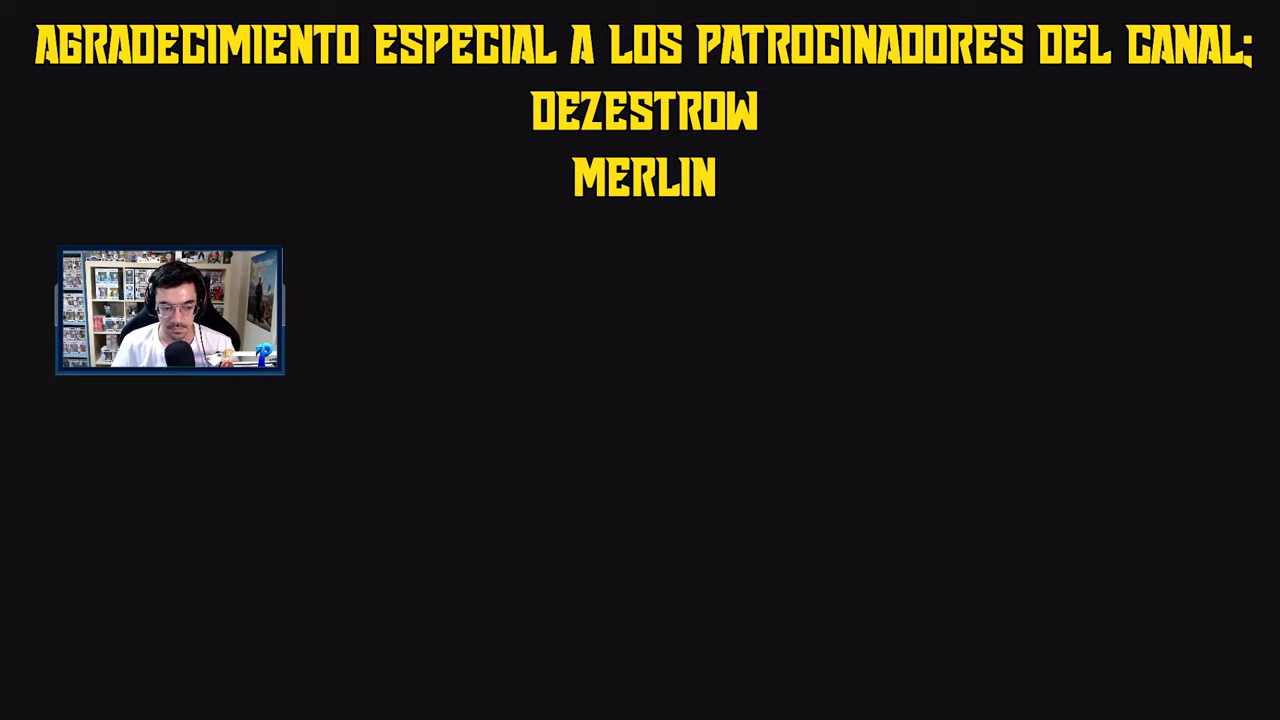 AGRADECIMIENTO ESPECIAL A LOS PATROCINADORES DEL CANAL;
DEZESTROW
MERLIN